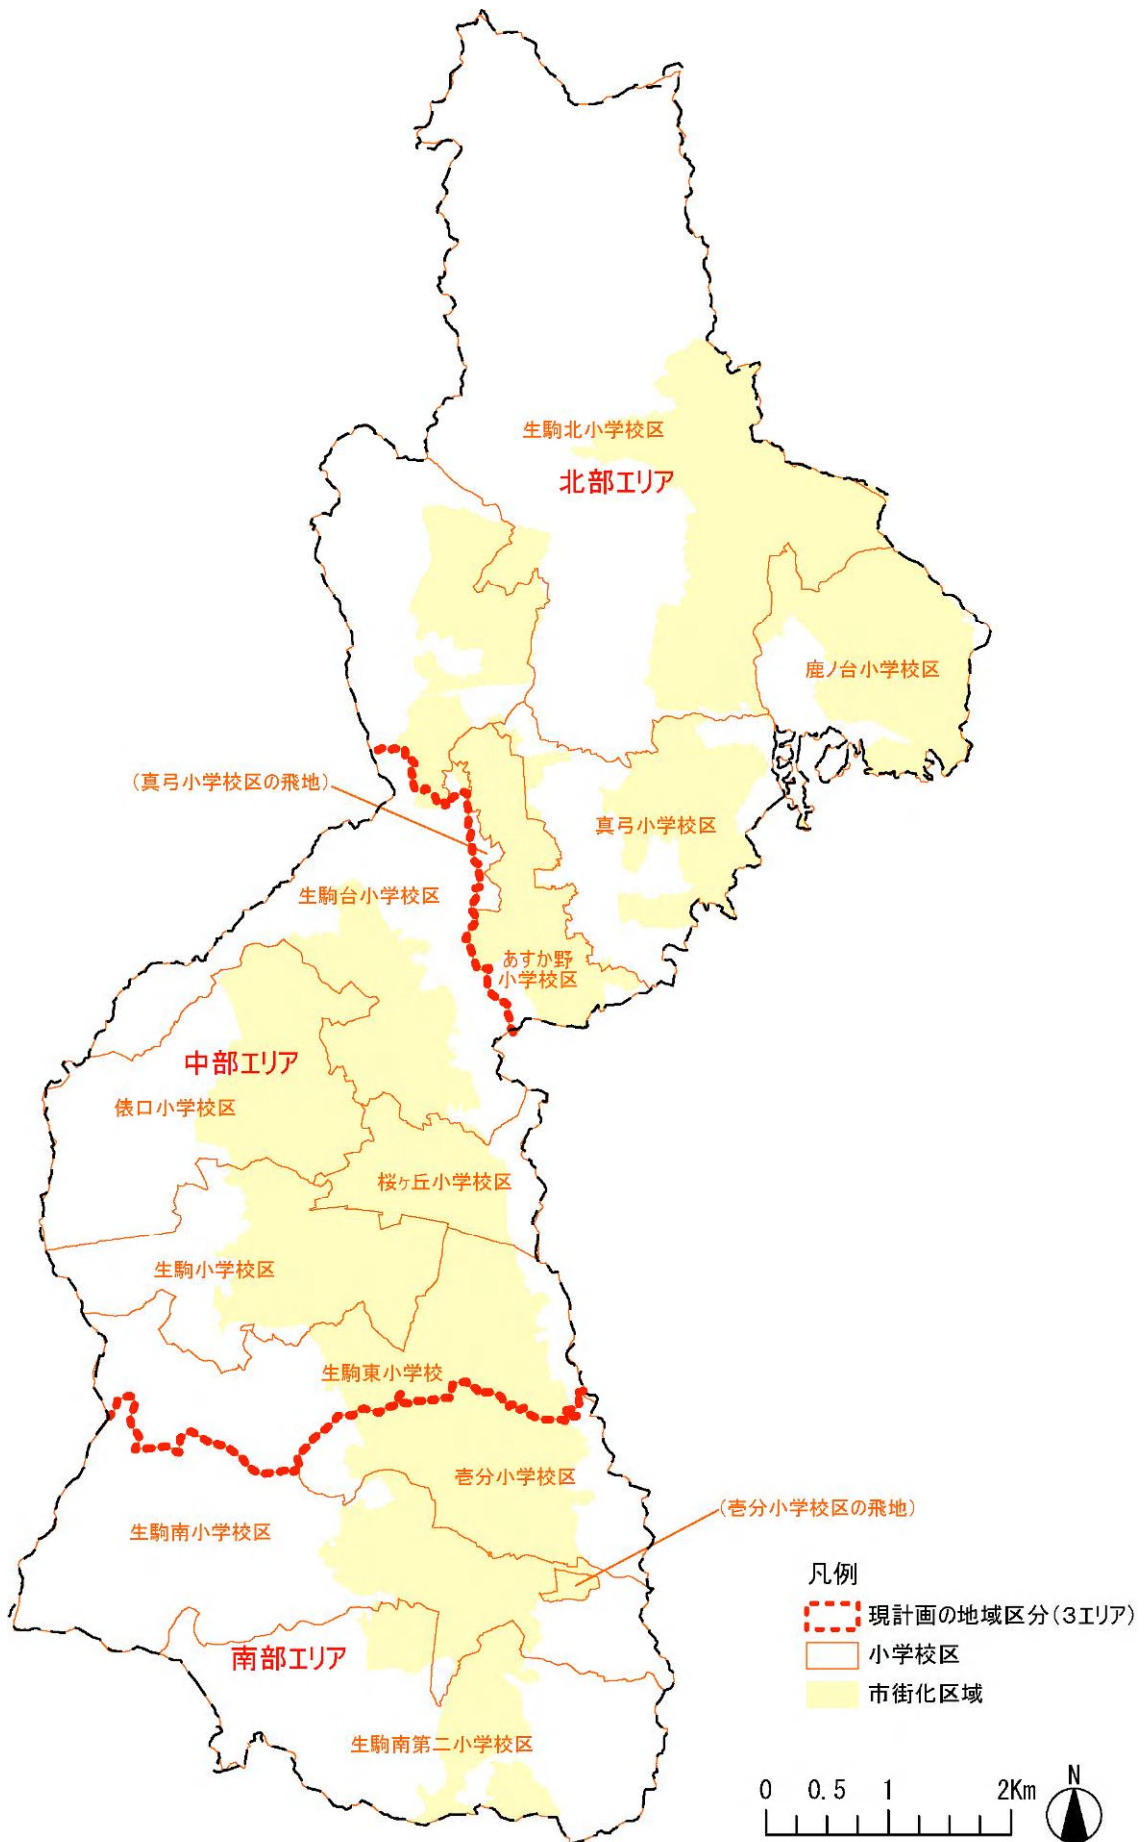 生駒北小学校区
北部エリア
鹿ノ台小学校区
(真弓小学校区の飛地)
真弓小学校区
生駒台小学校区
あすか野
小学校区
中部エリア
俵口小学校区
桜ヶ丘小学校区
生駒小学校区
生駒東小学校
壱分小学校区
(壱分小学校区の飛地)
生駒南小学校区
南部エリア
生駒南第二小学校区
凡例
現計画の地域区分(3エリア)
小学校区
市街化区域
0 0.5 1 2Km
N